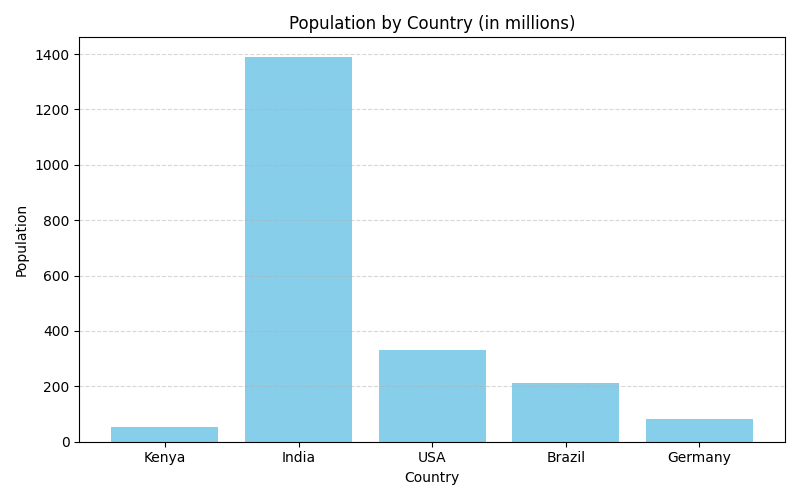 Population by Country (in millions)
Population
1400
1200
1000
800
600
400
200
0
Kenya India USA Brazil Germany
Country